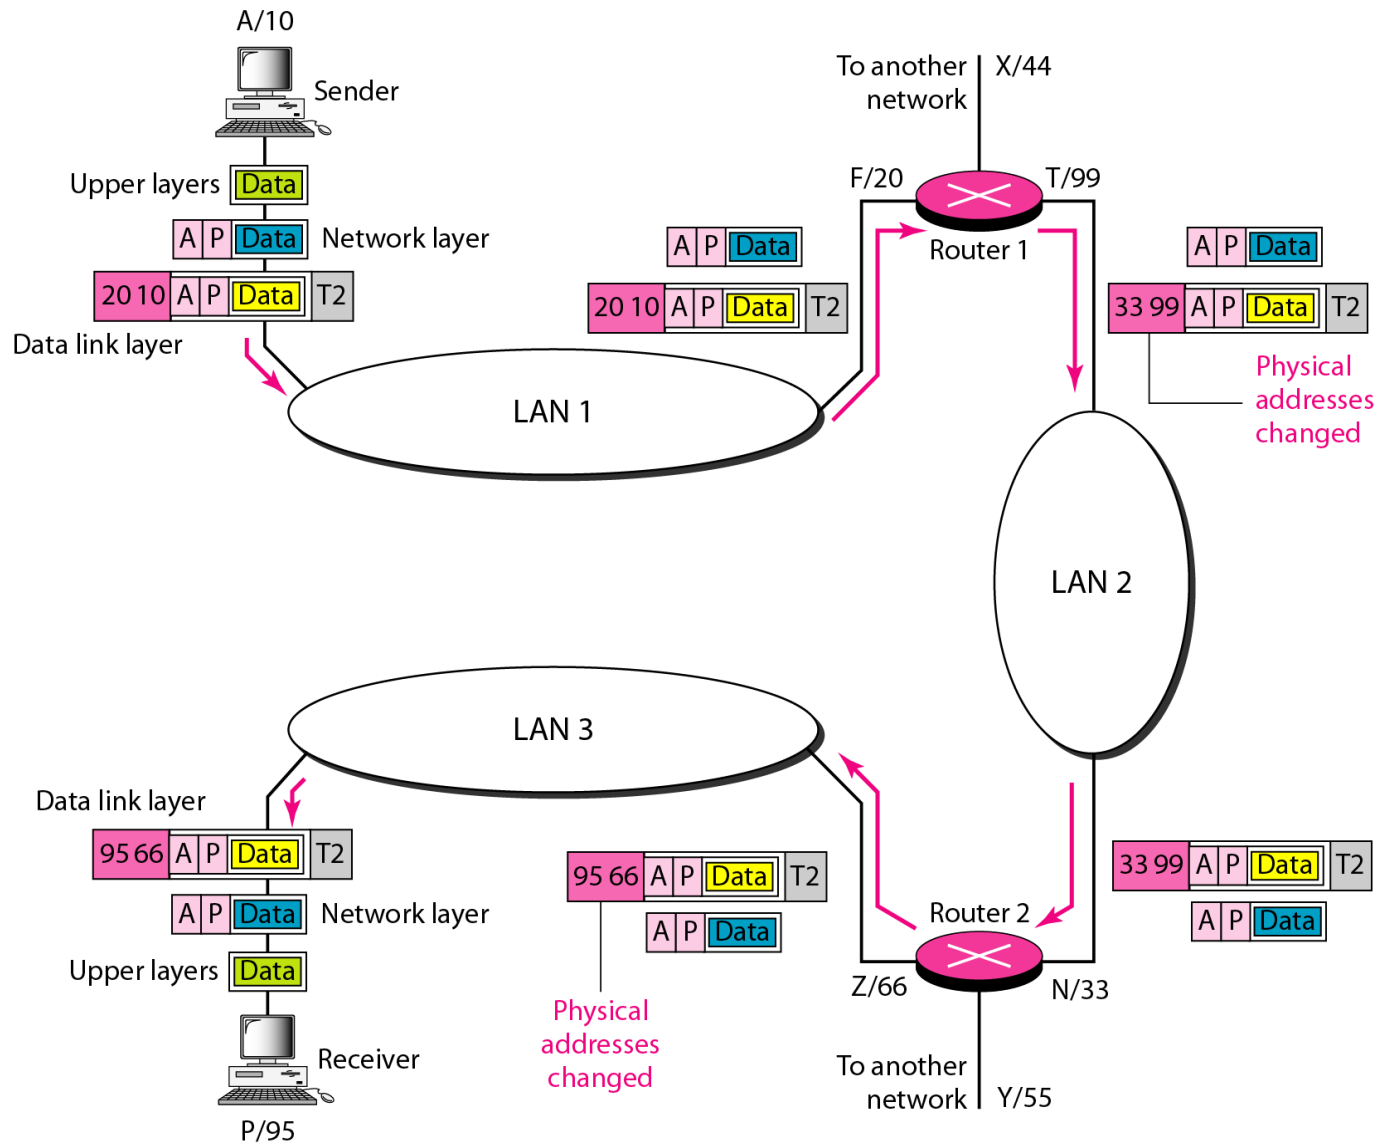 A/10
Sender
Upper layers Data
A P Data Network layer
20 10 A P Data T2
Data link layer
LAN 1
To another
network
X/44
F/20
T/99
Router 1
A P Data
20 10 A P Data T2
A P Data
33 99 A P Data T2
Physical
addresses
changed
LAN 2
LAN 3
Data link layer
95 66 A P Data T2
A P Data Network layer
Upper layers Data
Receiver
P/95
95 66 A P Data T2
A P Data
Physical
addresses
changed
Router 2
Z/66
N/33
33 99 A P Data T2
A P Data
To another
network
Y/55